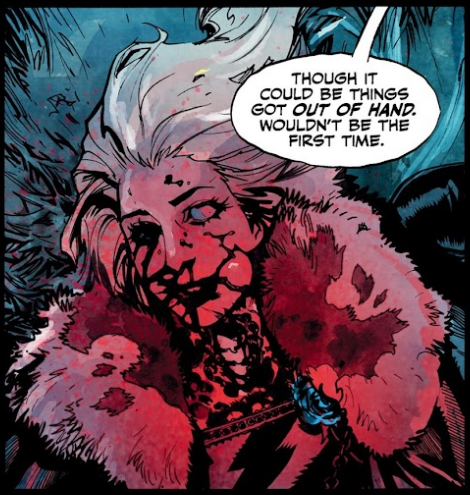 THOUGH IT
COULD BE THINGS
GOT OUT OF HAND.
WOULDN'T BE THE
FIRST TIME.